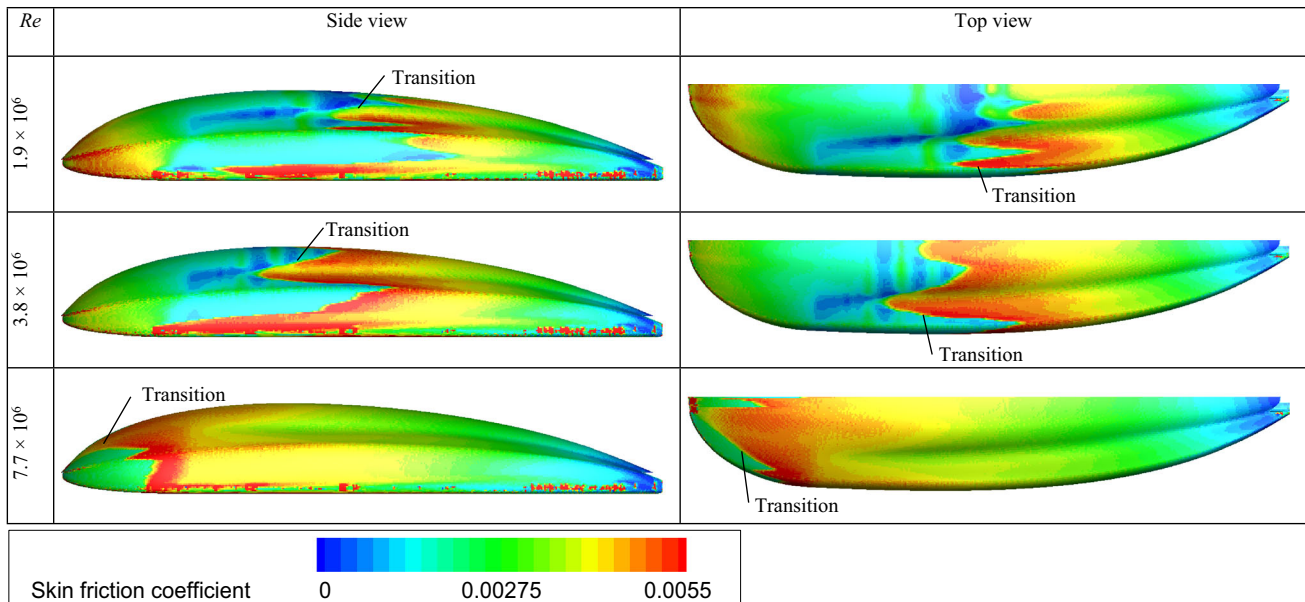 Re Side view Top view
1.9 × 10⁶
Transition
Transition
3.8 × 10⁶
Transition
Transition
7.7 × 10⁶
Transition
Transition
Skin friction coefficient 0 0.00275 0.0055